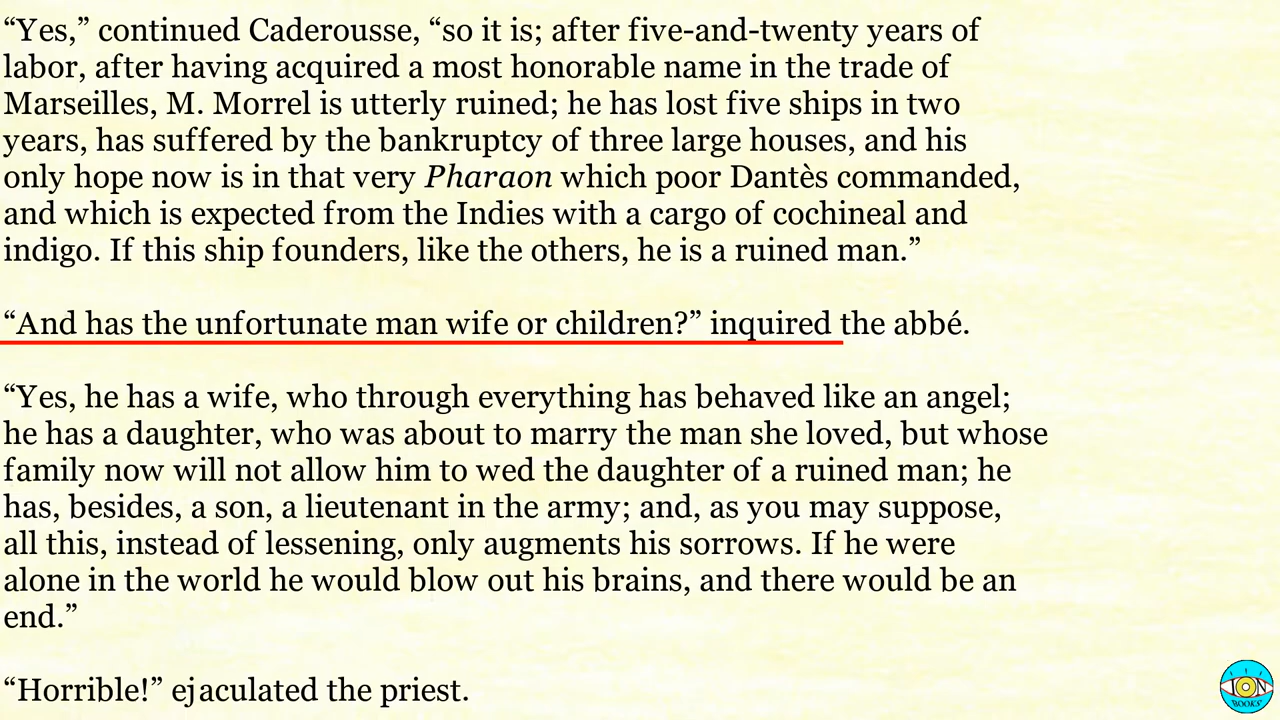 “Yes,” continued Caderousse, “so it is; after five-and-twenty years of
labor, after having acquired a most honorable name in the trade of
Marseilles, M. Morrel is utterly ruined; he has lost five ships in two
years, has suffered by the bankruptcy of three large houses, and his
only hope now is in that very Pharaon which poor Dantès commanded,
and which is expected from the Indies with a cargo of cochineal and
indigo. If this ship founders, like the others, he is a ruined man.”
“And has the unfortunate man wife or children?” inquired the abbé.
“Yes, he has a wife, who through everything has behaved like an angel;
he has a daughter, who was about to marry the man she loved, but whose
family now will not allow him to wed the daughter of a ruined man; he
has, besides, a son, a lieutenant in the army; and, as you may suppose,
all this, instead of lessening, only augments his sorrows. If he were
alone in the world he would blow out his brains, and there would be an
end.”
“Horrible!” ejaculated the priest.
ION
BOOKS